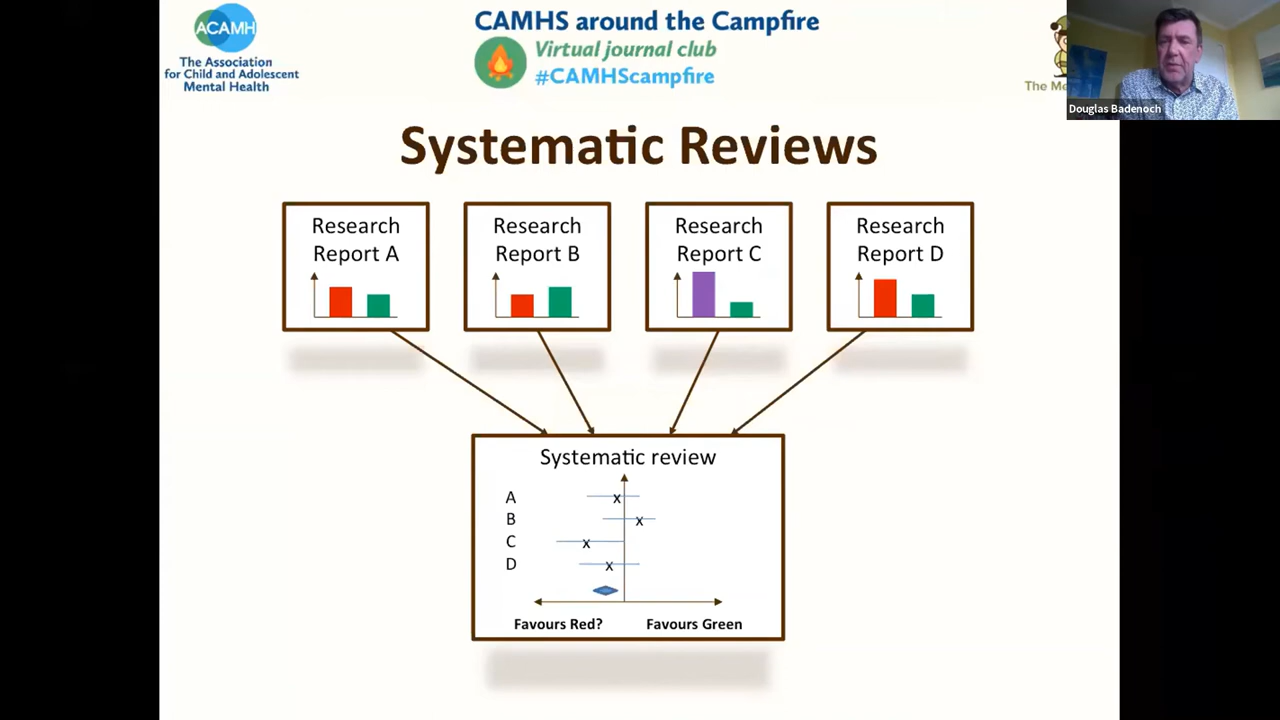 ACAMH
The Association
for Child and Adolescent
Mental Health
CAMHS around the Campfire
Virtual journal club
#CAMHScampfire
The
Douglas Badenoch
Systematic Reviews
Research
Report A
Research
Report B
Research
Report C
Research
Report D
Systematic review
A
x
B
x
C
x
D
x
Favours Red?
Favours Green